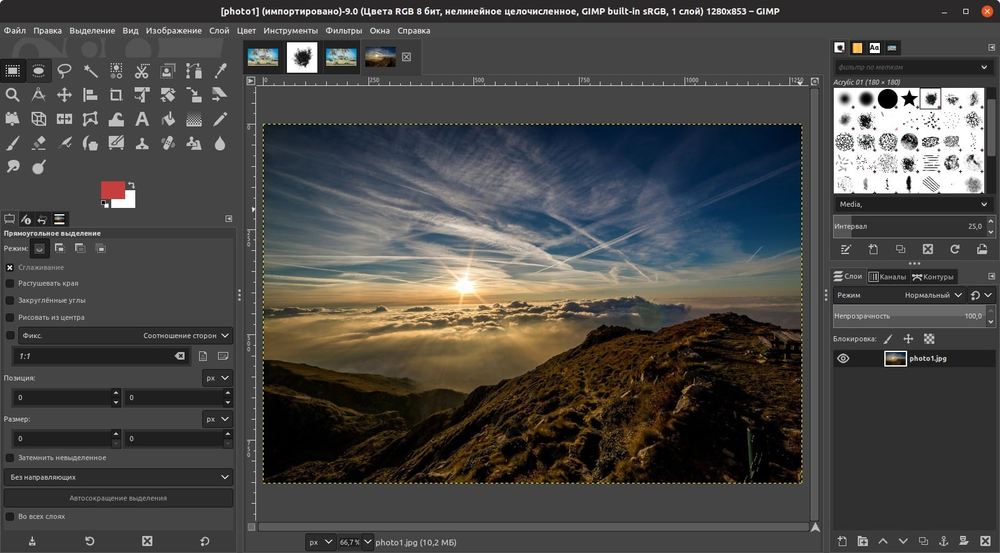 [photo1] (импортировано)-9.0 (Цвета RGB 8 бит, нелинейное целочисленное, GIMP built-in sRGB, 1 слой) 1280x853 – GIMP
Файл Правка Выделение Вид Изображение Слой Цвет Инструменты Фильтры Окна Справка
Aa
фильтр по меткам
Acrylic 01 (180 × 180)
0 250 500 750 1000 1250
0
250
500
750
A
Media,
Интервал 25,0
Прямоугольное выделение
Режим:
Сглаживание
Растушевать края
Закруглённые углы
Рисовать из центра
Фикс. Соотношение сторон
1:1
Позиция: px
0 0
Размер: px
0 0
Затемнить невыделенное
Без направляющих
Автосокращение выделения
Во всех слоях
Слои Каналы Контуры
Режим Нормальный
Непрозрачность 100,0
Блокировка:
photo1.jpg
px 66,7 % photo1.jpg (10,2 МБ)